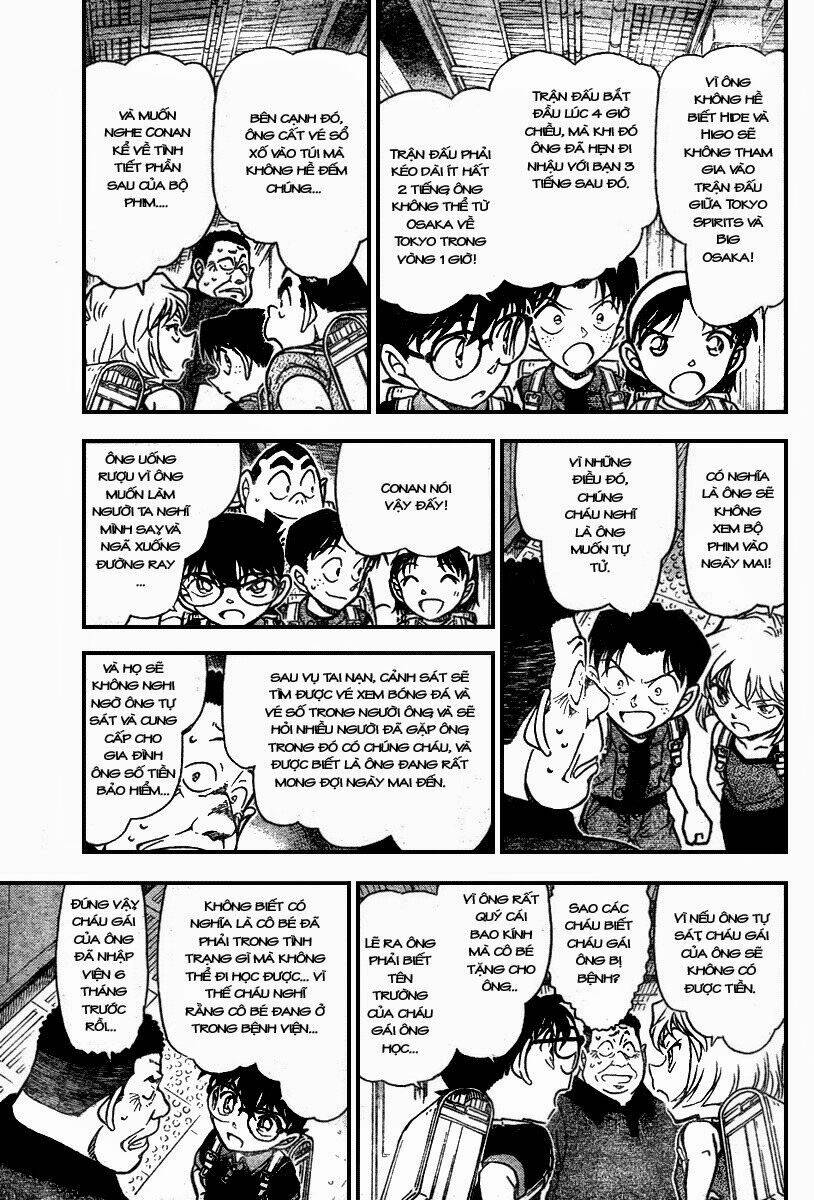 VÌ ÔNG
KHÔNG HỀ
BIẾT HIDE VÀ
HIGO SẼ
KHÔNG THAM
GIA VÀO
TRẬN ĐẤU
GIỮA TOKYO
SPIRITS VÀ
BIG
OSAKA!
TRẬN ĐẤU BẮT
ĐẦU LÚC 4 GIỜ
CHIỀU, MÀ KHI ĐÓ
ÔNG ĐÃ HẸN ĐI
NHẬU VỚI BẠN 3
TIẾNG SAU ĐÓ.
TRẬN ĐẤU PHẢI
KÉO DÀI ÍT HẤT
2 TIẾNG ÔNG
KHÔNG THỂ TỪ
OSAKA VỀ
TOKYO TRONG
VÒNG 1 GIỜ!
BÊN CẠNH ĐÓ,
ÔNG CẤT VÉ SỔ
XỐ VÀO TÚI MÀ
KHÔNG HỀ ĐẾM
CHÚNG...
VÀ MUỐN
NGHE CONAN
KỂ VỀ TÌNH
TIẾT PHẦN
SAU CỦA BỘ
PHIM....
CÓ NGHĨA
LÀ ÔNG SẼ
KHÔNG
XEM BỘ
PHIM VÀO
NGÀY MAI!
VÌ NHỮNG
ĐIỀU ĐÓ,
CHÚNG
CHÁU NGHĨ
LÀ ÔNG
MUỐN TỰ
TỬ.
CONAN NÓI
VẬY ĐẤY!
ÔNG UỐNG
RƯỢU VÌ ÔNG
MUỐN LÀM
NGƯỜI TA NGHĨ
MÌNH SAY, VÀ
NGÃ XUỐNG
ĐƯỜNG RAY
...
SAU VỤ TAI NẠN, CẢNH SÁT SẼ
TÌM ĐƯỢC VÉ XEM BÓNG ĐÁ VÀ
VÉ SỐ TRONG NGƯỜI ÔNG, VÀ SẼ
HỎI NHIỀU NGƯỜI ĐÃ GẶP ÔNG,
TRONG ĐÓ CÓ CHÚNG CHÁU, VÀ
ĐƯỢC BIẾT LÀ ÔNG ĐANG RẤT
MONG ĐỢI NGÀY MAI ĐẾN.
VÀ HỌ SẼ
KHÔNG NGHI
NGỜ ÔNG TỰ
SÁT VÀ CUNG
CẤP CHO
GIA ĐÌNH
ÔNG SỐ TIỀN
BẢO HIỂM...
VÌ NẾU ÔNG TỰ
SÁT, CHÁU GÁI
CỦA ÔNG SẼ
KHÔNG CÓ
ĐƯỢC TIỀN.
SAO CÁC
CHÁU BIẾT
CHÁU GÁI
ÔNG BỊ
BỆNH?
VÌ ÔNG RẤT
QUÝ CÁI
BAO KÍNH
MÀ CÔ BÉ
TẶNG CHO
ÔNG..
LẼ RA ÔNG
PHẢI BIẾT
TÊN
TRƯỜNG
CỦA CHÁU
GÁI ÔNG
HỌC...
KHÔNG BIẾT CÓ
NGHĨA LÀ CÔ BÉ ĐÃ
PHẢI TRONG TÌNH
TRẠNG GÌ MÀ KHÔNG
THỂ ĐI HỌC ĐƯỢC... VÌ
THẾ CHÁU NGHĨ
RẰNG CÔ BÉ ĐANG Ở
TRONG BỆNH VIỆN...
ĐÚNG VẬY,
CHÁU GÁI
CỦA ÔNG
ĐÃ NHẬP
VIỆN 6
THÁNG
TRƯỚC
RỒI...